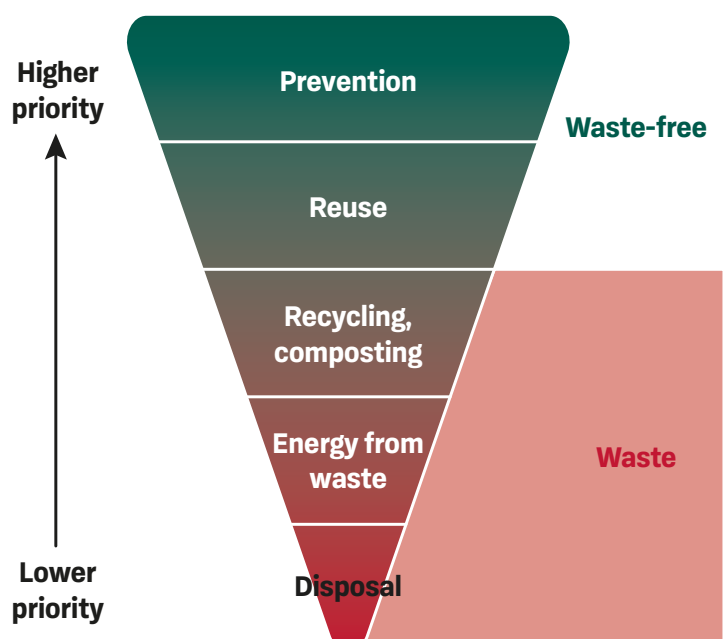 Higher
priority
Prevention
Waste-free
Reuse
Recycling,
composting
Energy from
waste
Waste
Disposal
Lower
priority